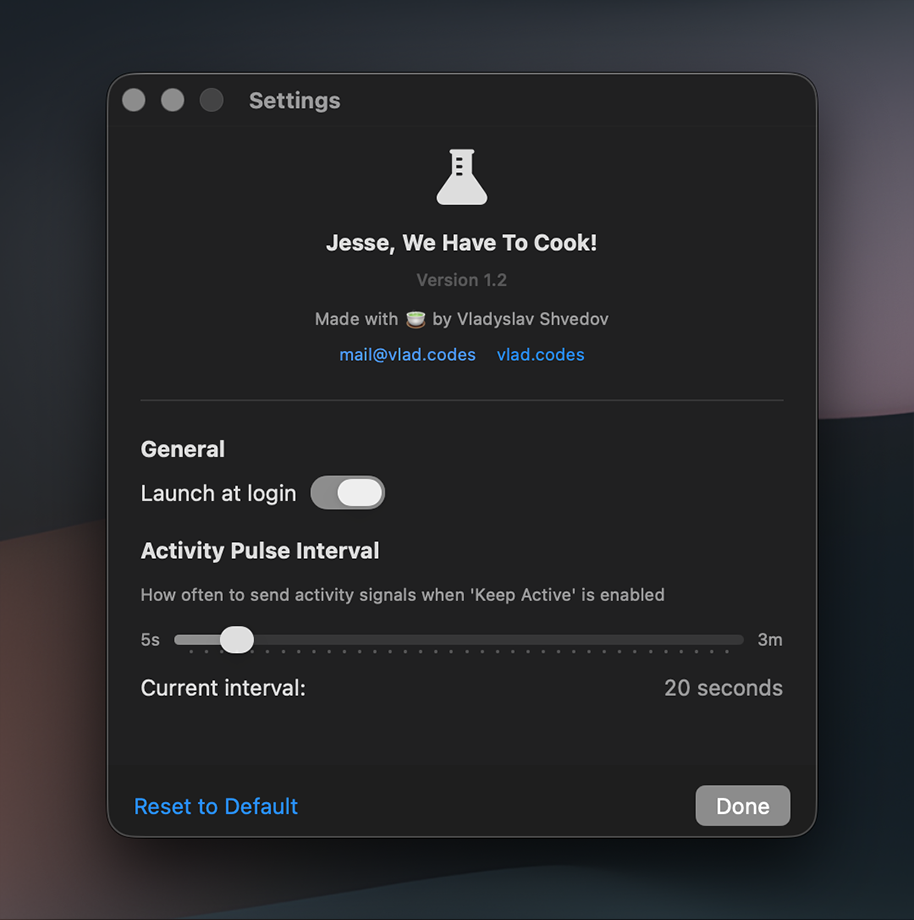 Settings
Jesse, We Have To Cook!
Version 1.2
Made with 🍵 by Vladyslav Shvedov
mail@vlad.codes vlad.codes
General
Launch at login
Activity Pulse Interval
How often to send activity signals when 'Keep Active' is enabled
5s 3m
Current interval: 20 seconds
Reset to Default Done